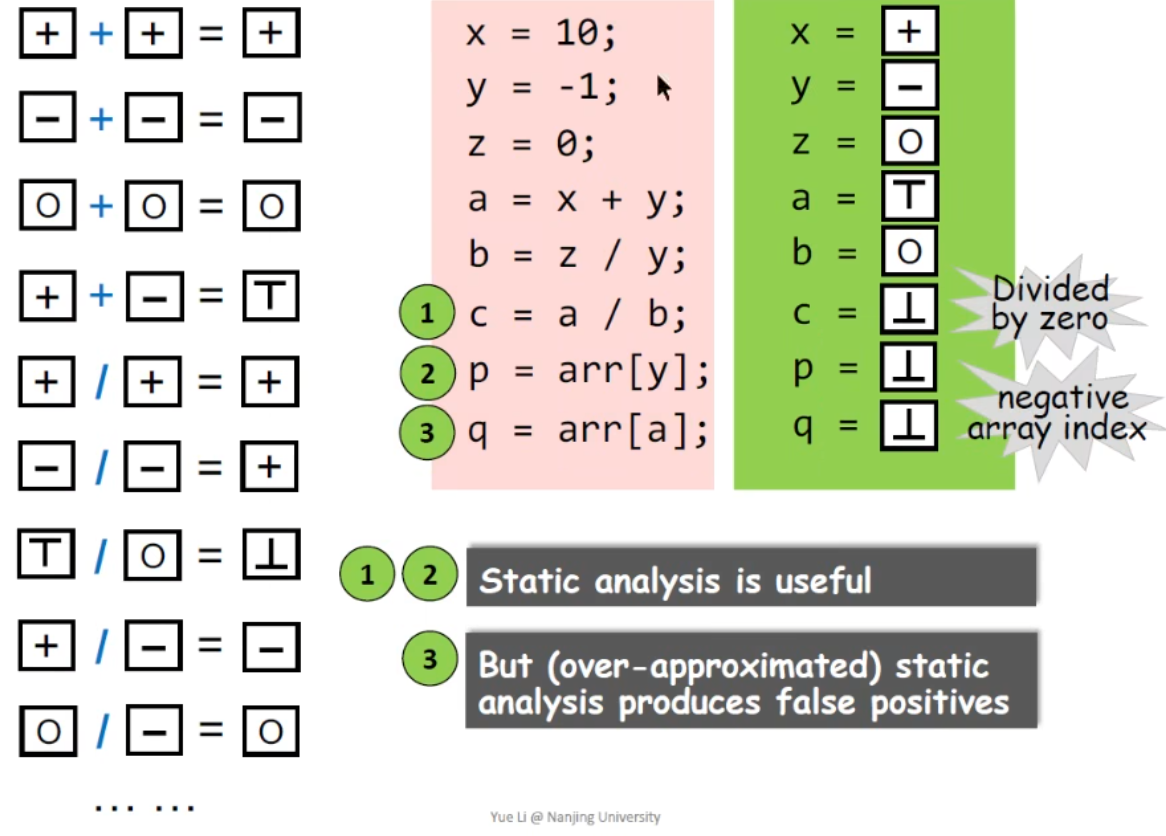 + + + = +
− + − = −
O + O = O
+ + − = ⊤
+ / + = +
− / − = +
⊤ / O = ⊥
+ / − = −
O / − = O
... ...
x = 10;
y = -1;
z = 0;
a = x + y;
b = z / y;
1 c = a / b;
2 p = arr[y];
3 q = arr[a];
x = +
y = −
z = O
a = ⊤
b = O
c = ⊥
p = ⊥
q = ⊥
Divided
by zero
negative
array index
1 2 Static analysis is useful
3 But (over-approximated) static
analysis produces false positives
Yue Li @ Nanjing University